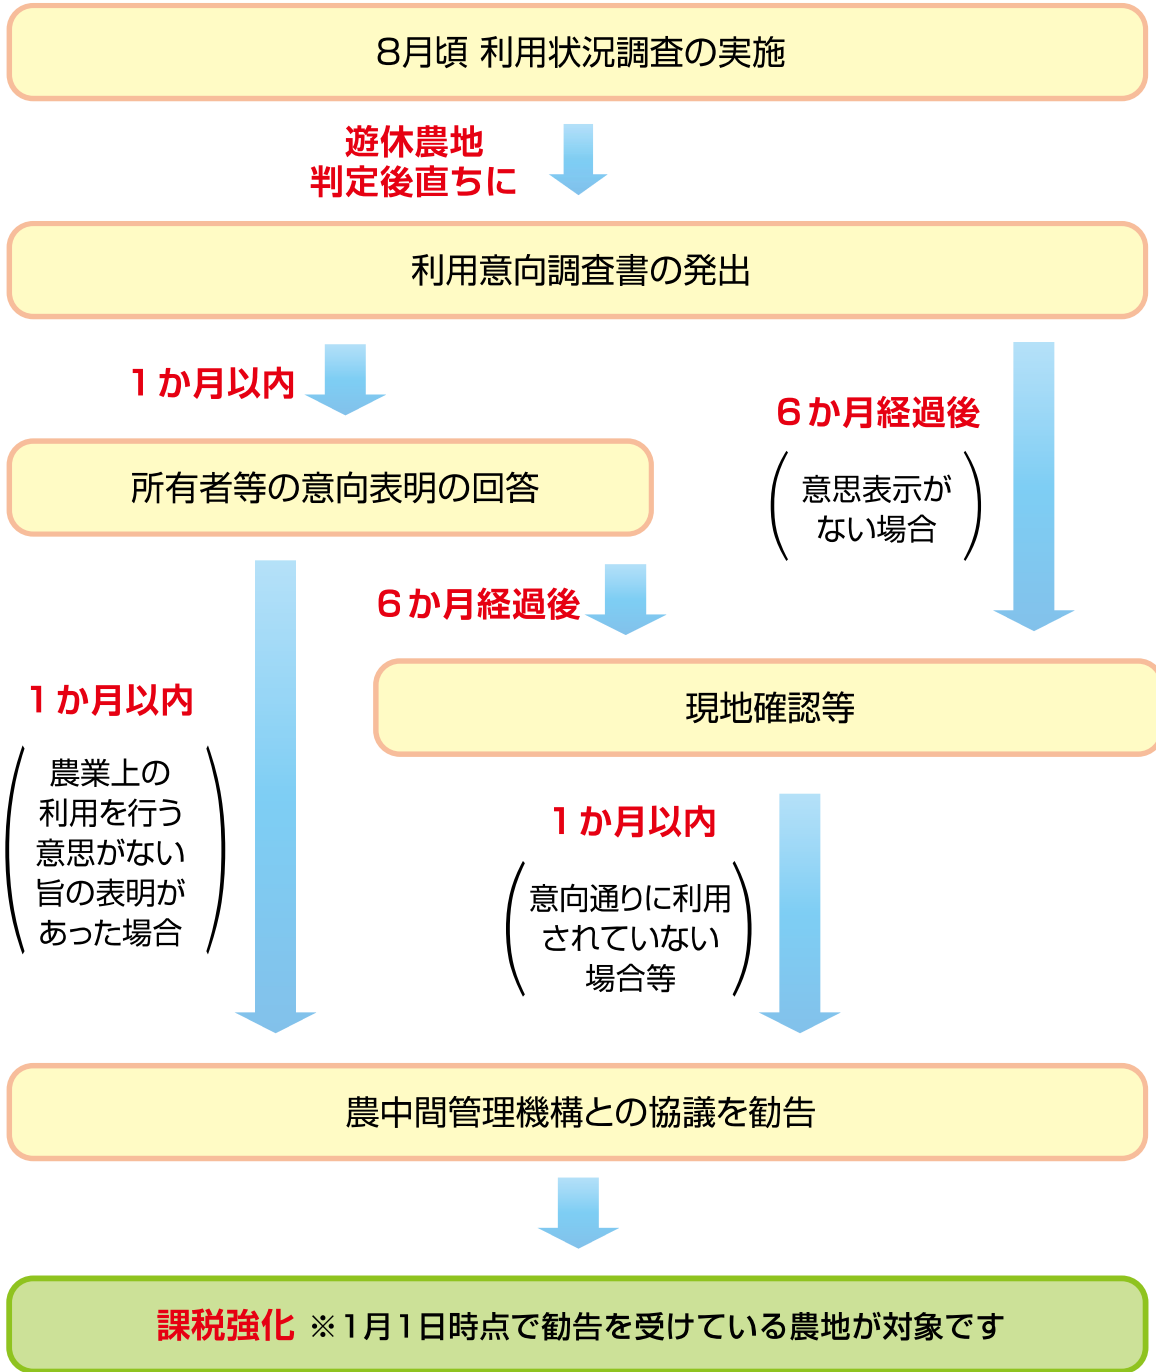 8月頃 利用状況調査の実施
遊休農地
判定後直ちに
利用意向調査書の発出
1か月以内
6か月経過後
意思表示が
ない場合
所有者等の意向表明の回答
6か月経過後
現地確認等
1か月以内
農業上の
利用を行う
意思がない
旨の表明が
あった場合
1か月以内
意向通りに利用
されていない
場合等
農中間管理機構との協議を勧告
課税強化 ※1月1日時点で勧告を受けている農地が対象です